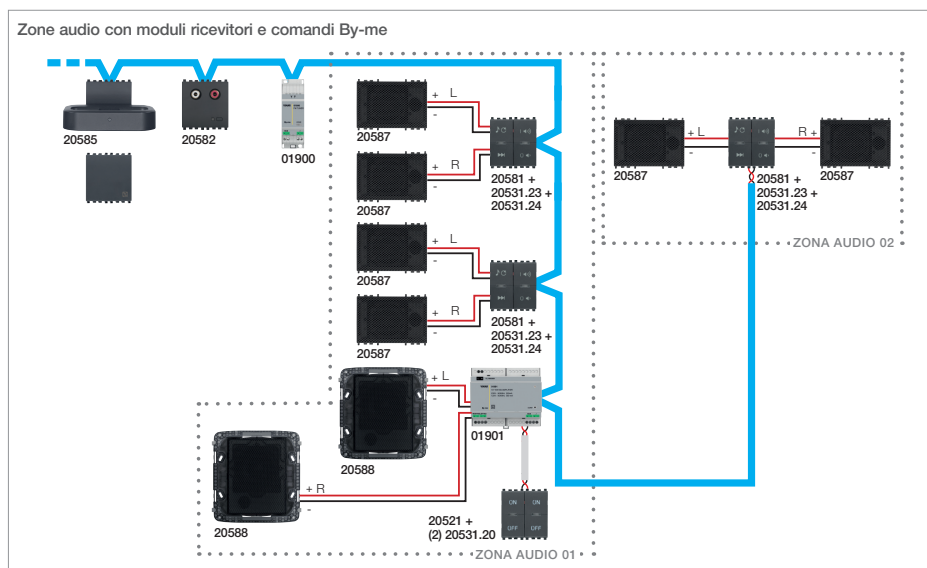 Zone audio con moduli ricevitori e comandi By-me
20585
20582
01900
+ L
-
20587
+ R
-
20587
20581 +
20531.23 +
20531.24
+ L
-
20587
+ R
-
20587
20581 +
20531.23 +
20531.24
+ L
-
20588
01901
+ R
-
20588
ON ON
OFF OFF
20521 +
(2) 20531.20
ZONA AUDIO 01
+ L
-
R +
-
20587
20581 +
20531.23 +
20531.24
20587
ZONA AUDIO 02